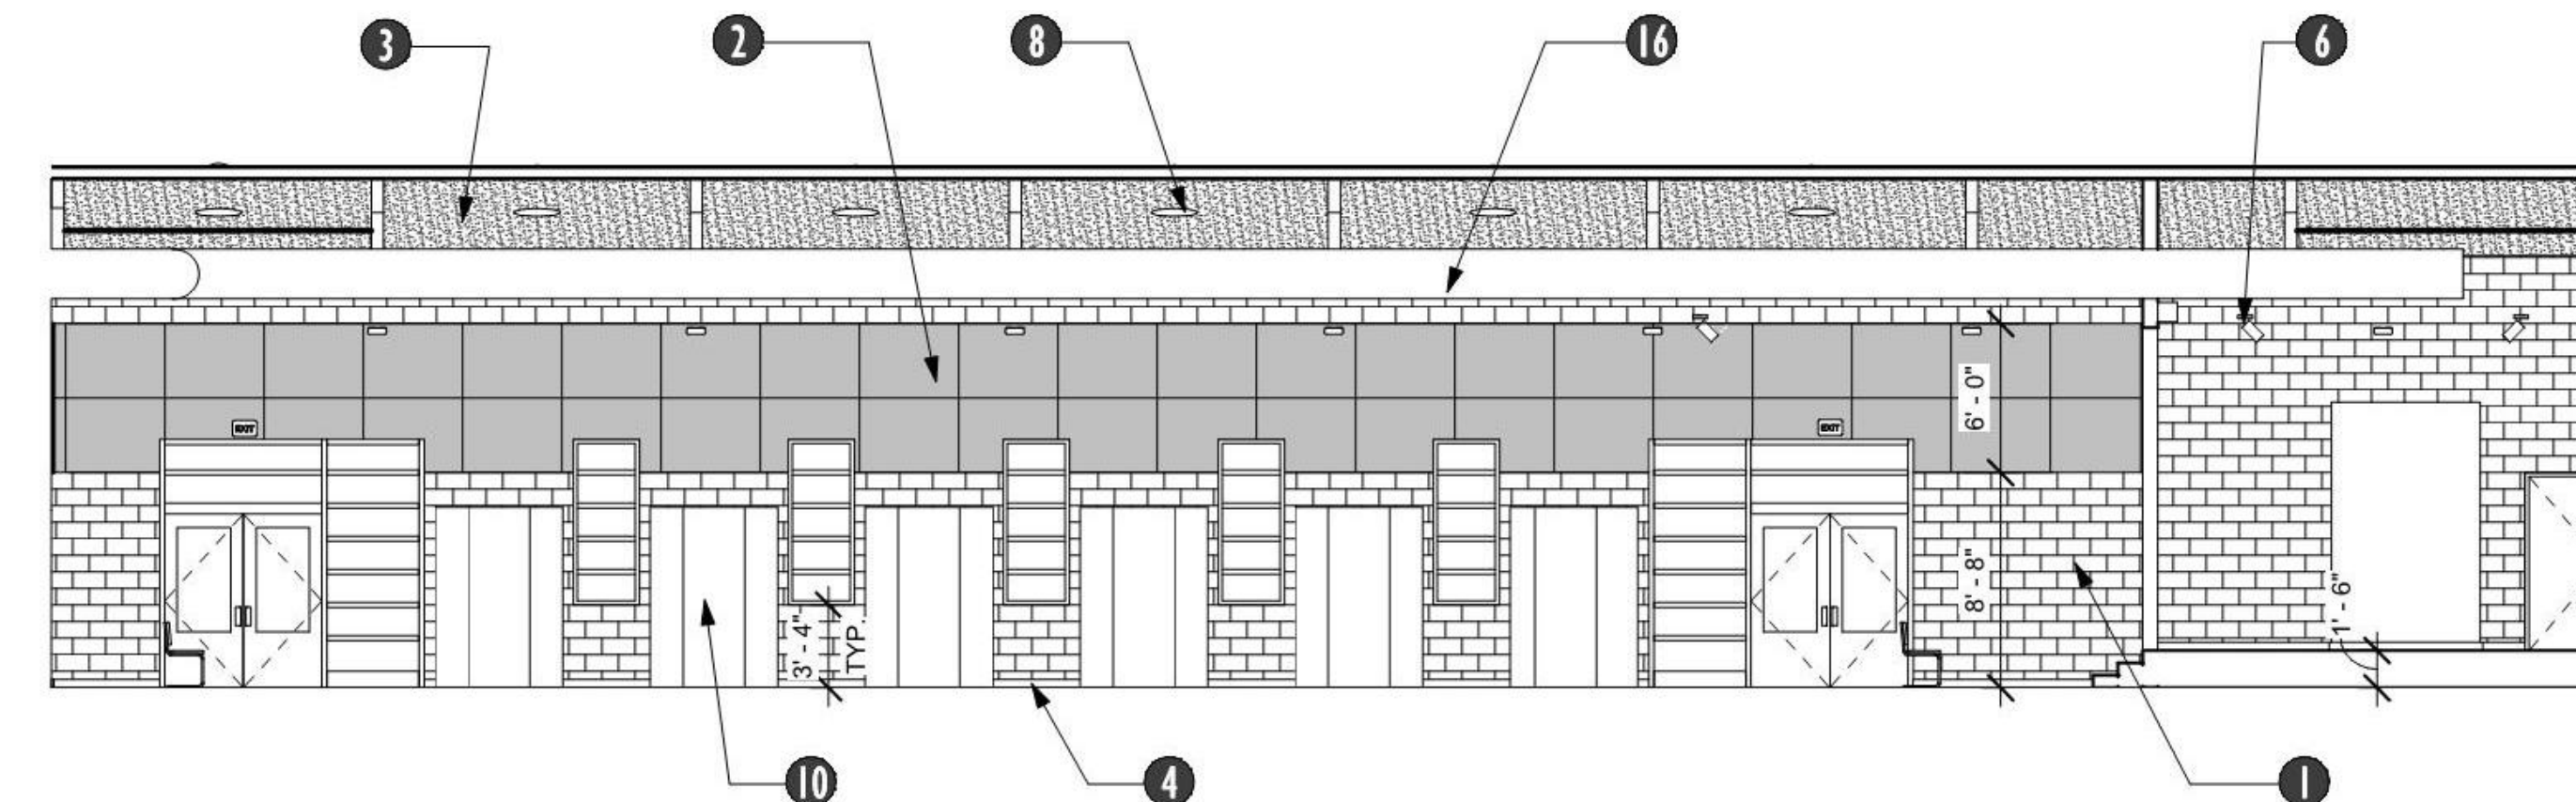 3
2
8
16
6
EXIT
EXIT
6' - 0"
8' - 8"
3' - 4"
TYP.
1' - 6"
10
4
1